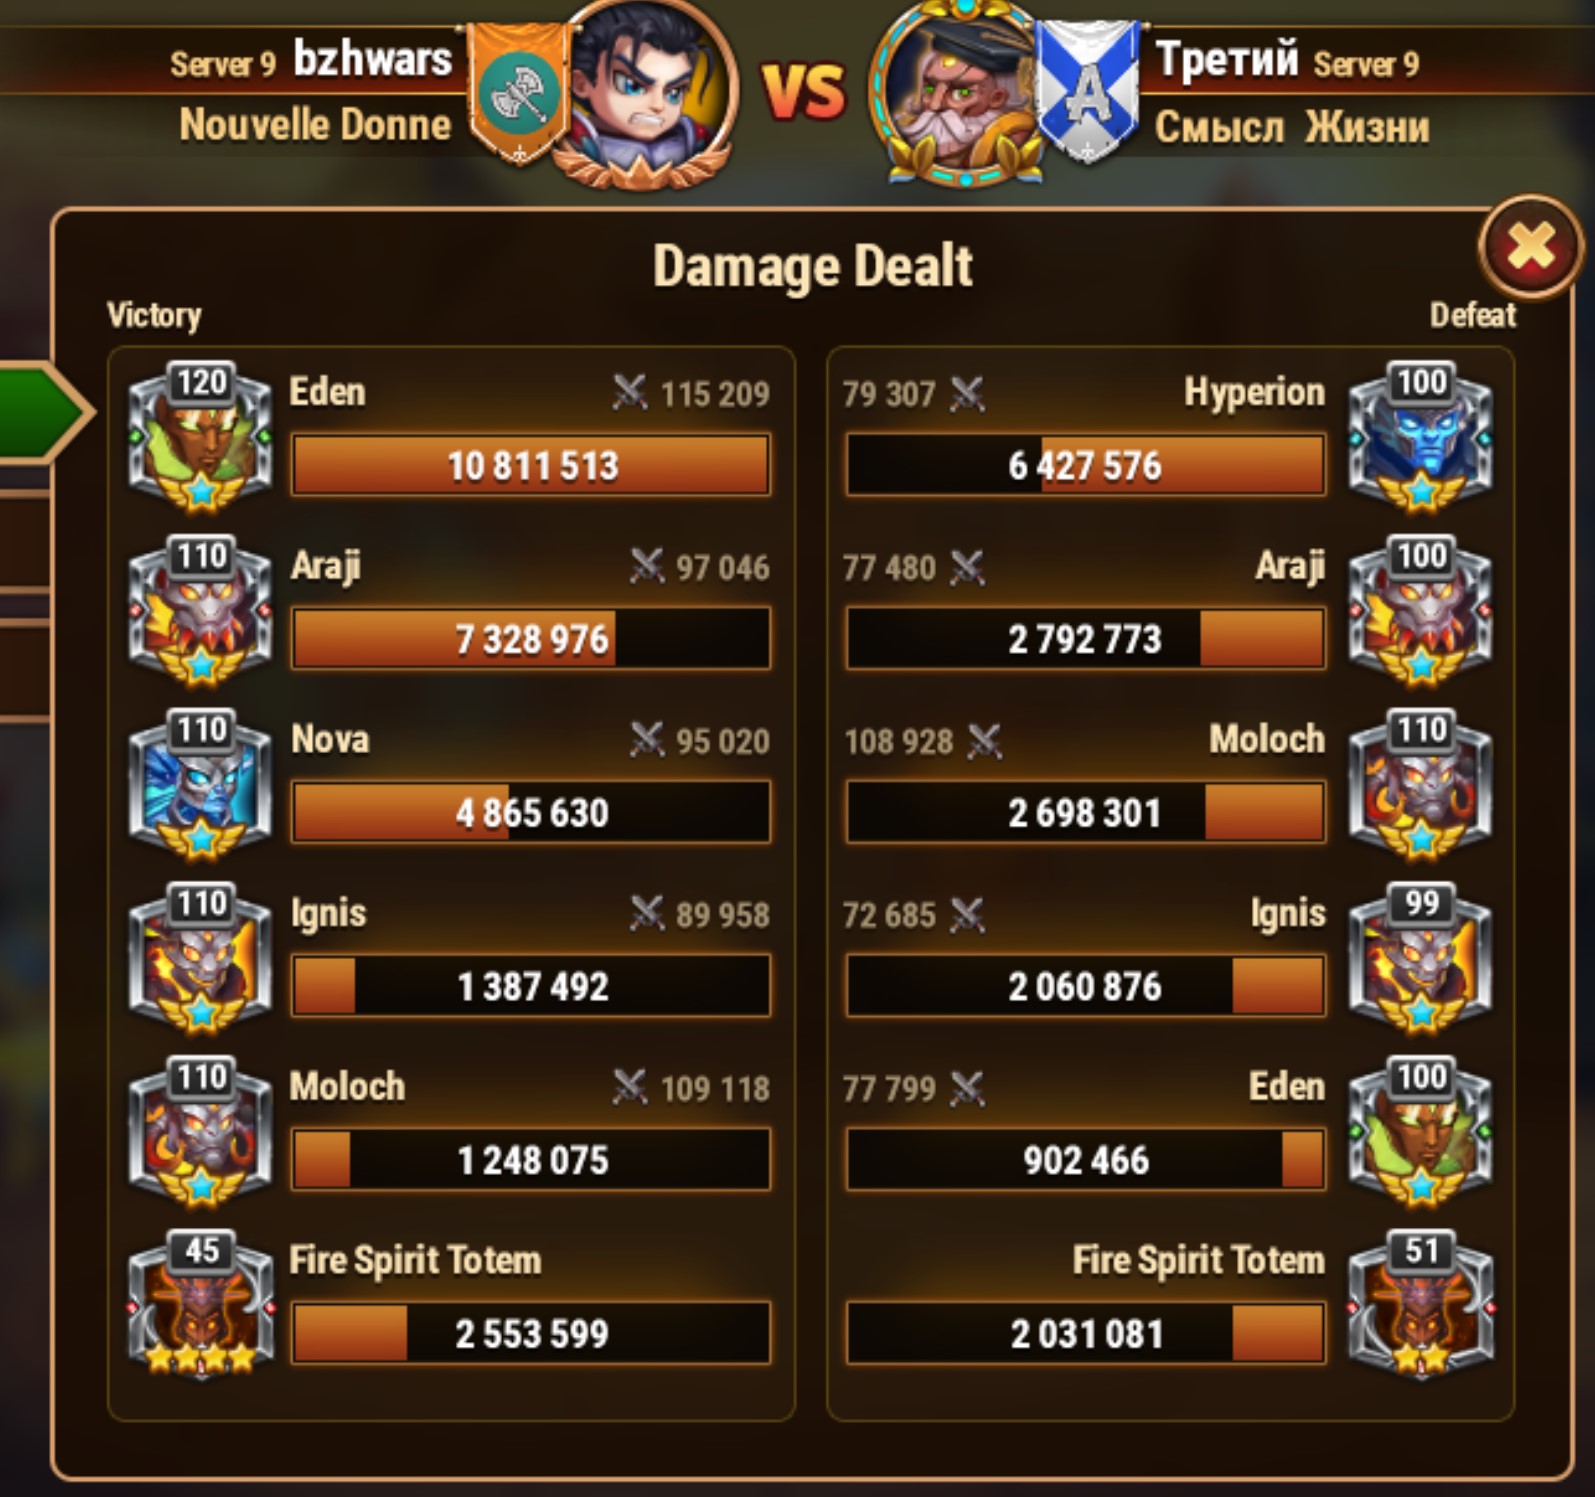 Server 9 bzhwars
Nouvelle Donne
VS
A
Третий Server 9
Смысл Жизни
Damage Dealt
Victory
Defeat
120 Eden 115 209
10 811 513
110 Araji 97 046
7 328 976
110 Nova 95 020
4 865 630
110 Ignis 89 958
1 387 492
110 Moloch 109 118
1 248 075
45 Fire Spirit Totem
2 553 599
79 307 Hyperion 100
6 427 576
77 480 Araji 100
2 792 773
108 928 Moloch 110
2 698 301
72 685 Ignis 99
2 060 876
77 799 Eden 100
902 466
Fire Spirit Totem 51
2 031 081